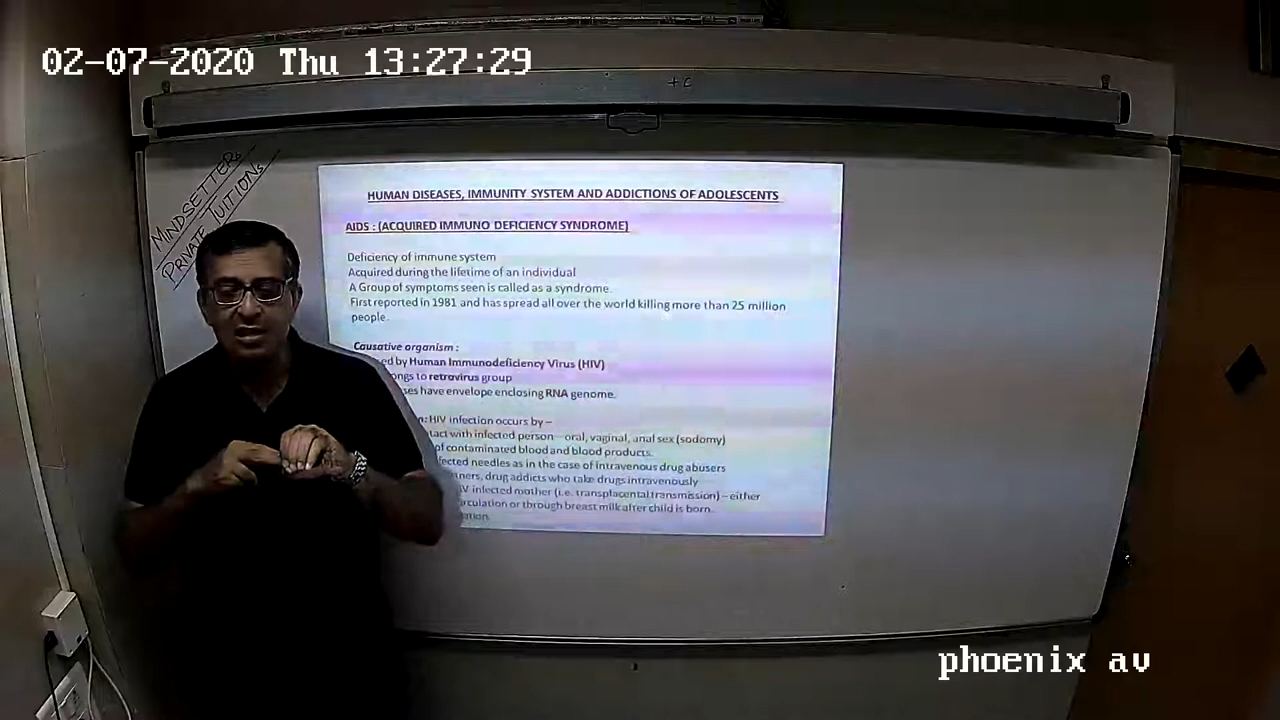 02-07-2020 Thu 13:27:29
+c
MINDSETTERS
PRIVATE TUITIONS
HUMAN DISEASES, IMMUNITY SYSTEM AND ADDICTIONS OF ADOLESCENTS
AIDS : (ACQUIRED IMMUNO DEFICIENCY SYNDROME)
Deficiency of immune system
Acquired during the lifetime of an individual
A Group of symptoms seen is called as a syndrome.
First reported in 1981 and has spread all over the world killing more than 25 million
people.
Causative organism :
by Human Immunodeficiency Virus (HIV)
to retrovirus group
have envelope enclosing RNA genome.
HIV infection occurs by –
with infected person – oral, vaginal, anal sex (sodomy)
of contaminated blood and blood products.
needles as in the case of intravenous drug abusers
drug addicts who take drugs intravenously
infected mother (i.e. transplacental transmission) – either
or through breast milk after child is born.
phoenix av